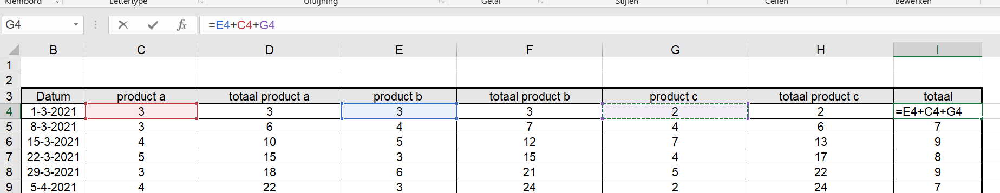 Klembord Lettertype Uitlijning Getal Stijlen Cellen Bewerken
G4 fx =E4+C4+G4
B C D E F G H I
1
2
3 Datum product a totaal product a product b totaal product b product c totaal product c totaal
4 1-3-2021 3 3 3 3 2 2 =E4+C4+G4
5 8-3-2021 3 6 4 7 4 6 7
6 15-3-2021 4 10 5 12 7 13 9
7 22-3-2021 5 15 3 15 4 17 8
8 29-3-2021 3 18 6 21 5 22 9
9 5-4-2021 4 22 3 24 2 24 7